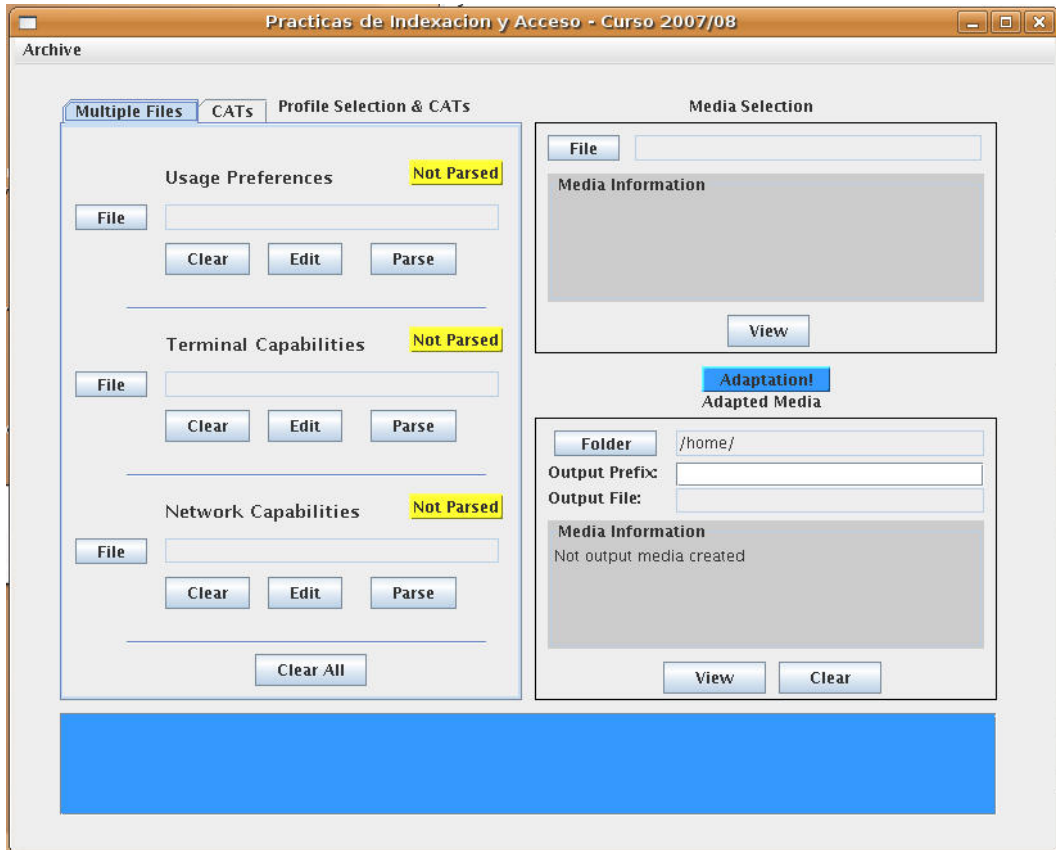 Practicas de Indexacion y Acceso - Curso 2007/08
Archive
Multiple Files
CATs
Profile Selection & CATs
Usage Preferences
Not Parsed
File
Clear
Edit
Parse
Terminal Capabilities
Not Parsed
File
Clear
Edit
Parse
Network Capabilities
Not Parsed
File
Clear
Edit
Parse
Clear All
Media Selection
File
Media Information
View
Adaptation!
Adapted Media
Folder
/home/
Output Prefix:
Output File:
Media Information
Not output media created
View
Clear